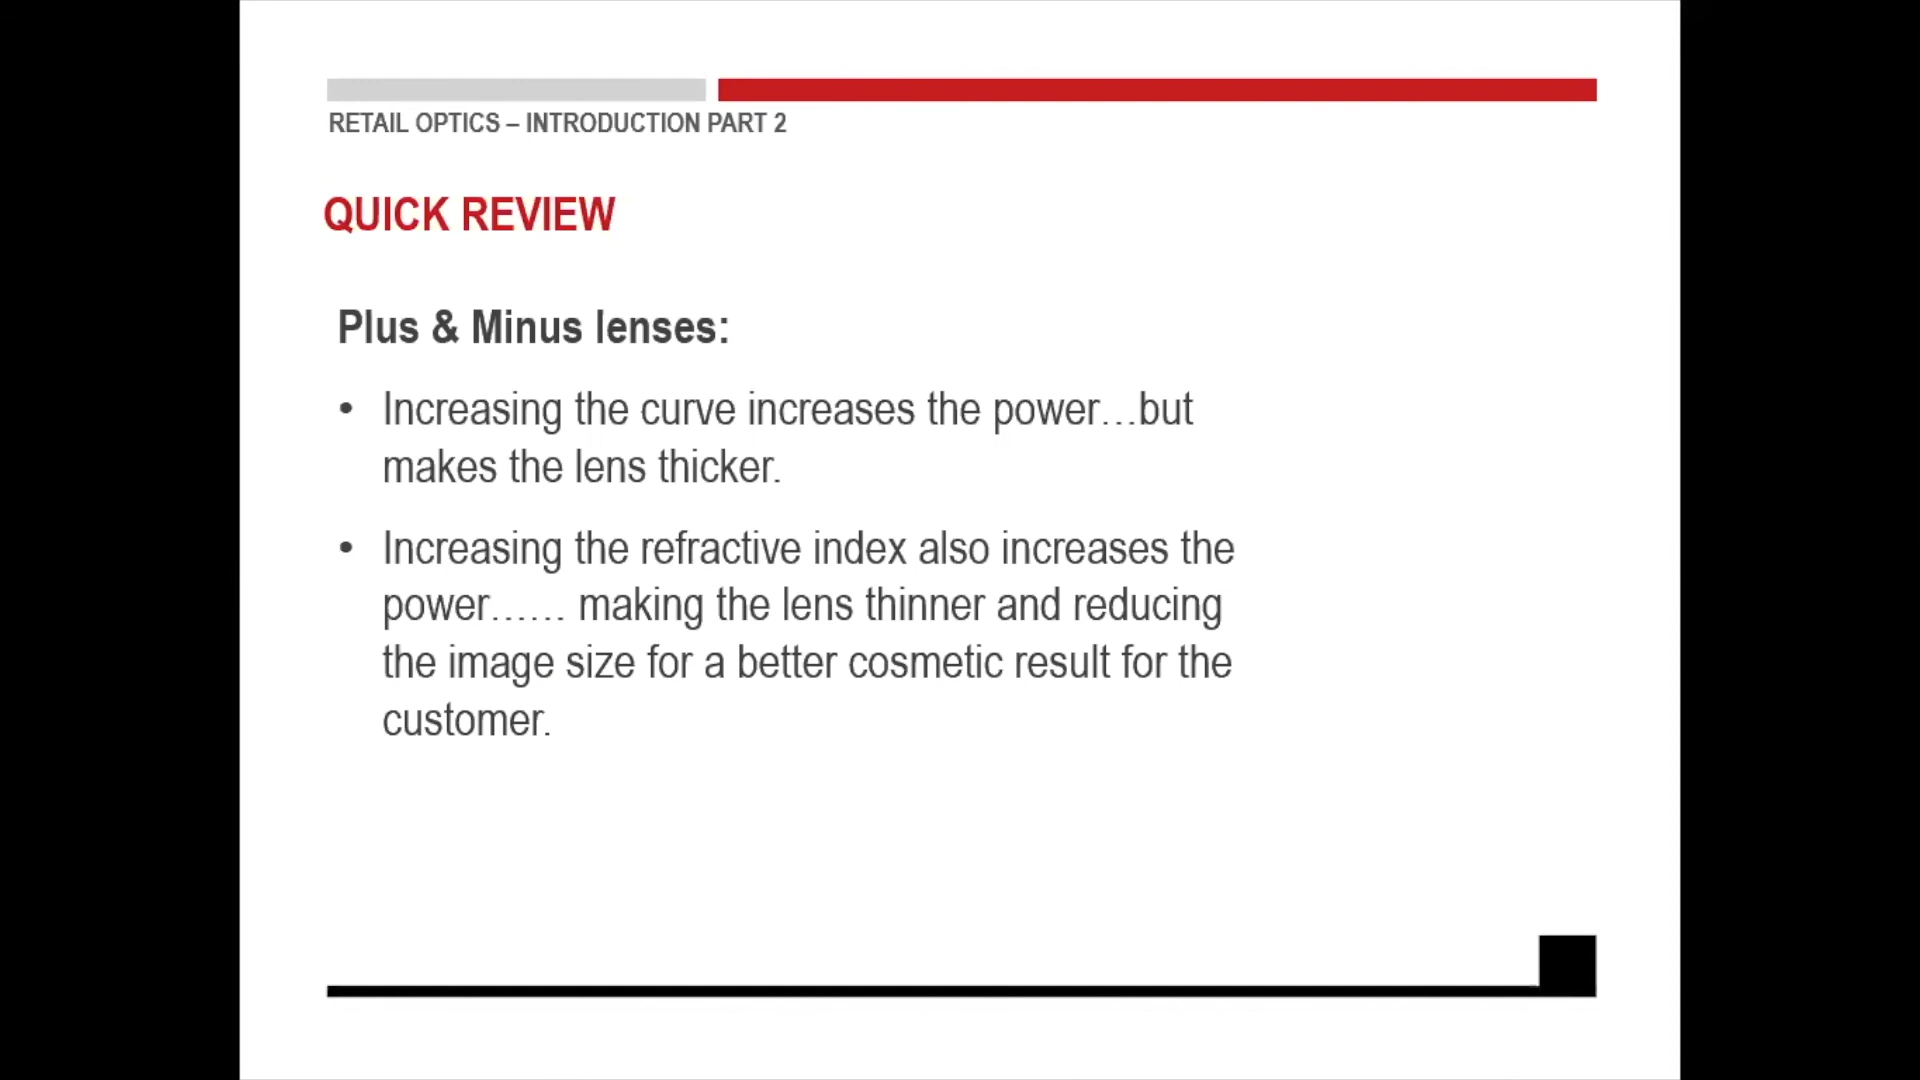 RETAIL OPTICS – INTRODUCTION PART 2
QUICK REVIEW
Plus & Minus lenses:
• Increasing the curve increases the power…but
makes the lens thicker.
• Increasing the refractive index also increases the
power…… making the lens thinner and reducing
the image size for a better cosmetic result for the
customer.